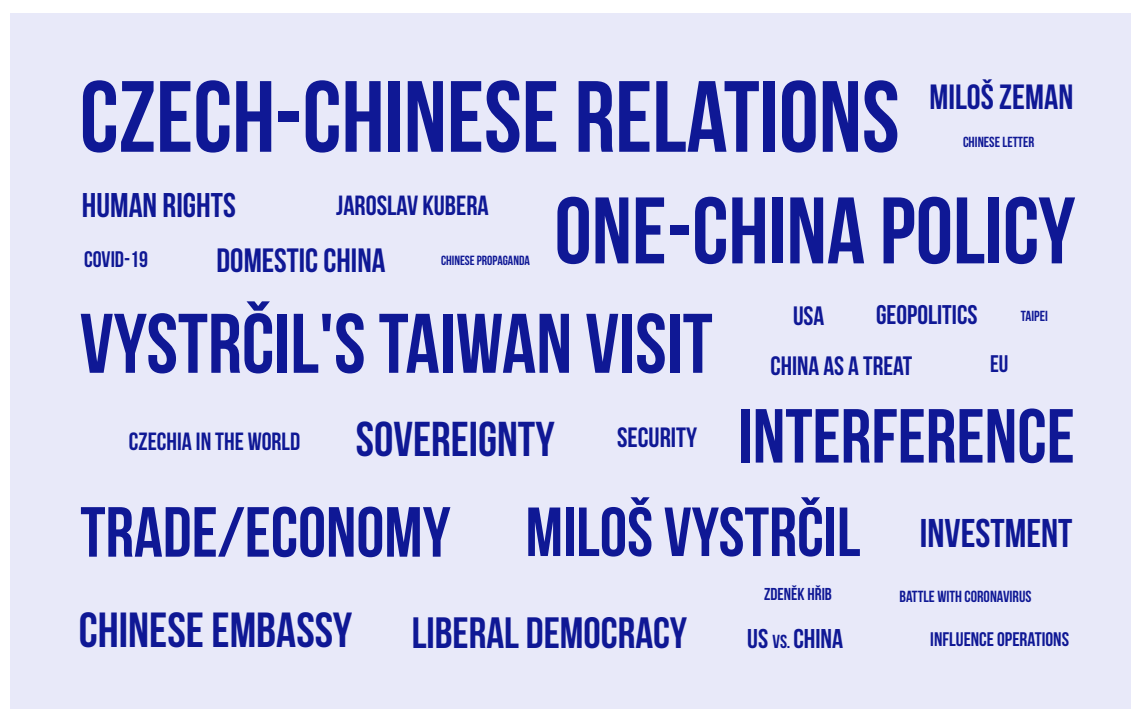 CZECH-CHINESE RELATIONS
MILOŠ ZEMAN
CHINESE LETTER
HUMAN RIGHTS
JAROSLAV KUBERA
ONE-CHINA POLICY
COVID-19
DOMESTIC CHINA
CHINESE PROPAGANDA
VYSTRČIL'S TAIWAN VISIT
USA
GEOPOLITICS
TAIPEI
CHINA AS A TREAT
EU
CZECHIA IN THE WORLD
SOVEREIGNTY
SECURITY
INTERFERENCE
TRADE/ECONOMY
MILOŠ VYSTRČIL
INVESTMENT
ZDENĚK HŘIB
BATTLE WITH CORONAVIRUS
CHINESE EMBASSY
LIBERAL DEMOCRACY
US VS. CHINA
INFLUENCE OPERATIONS